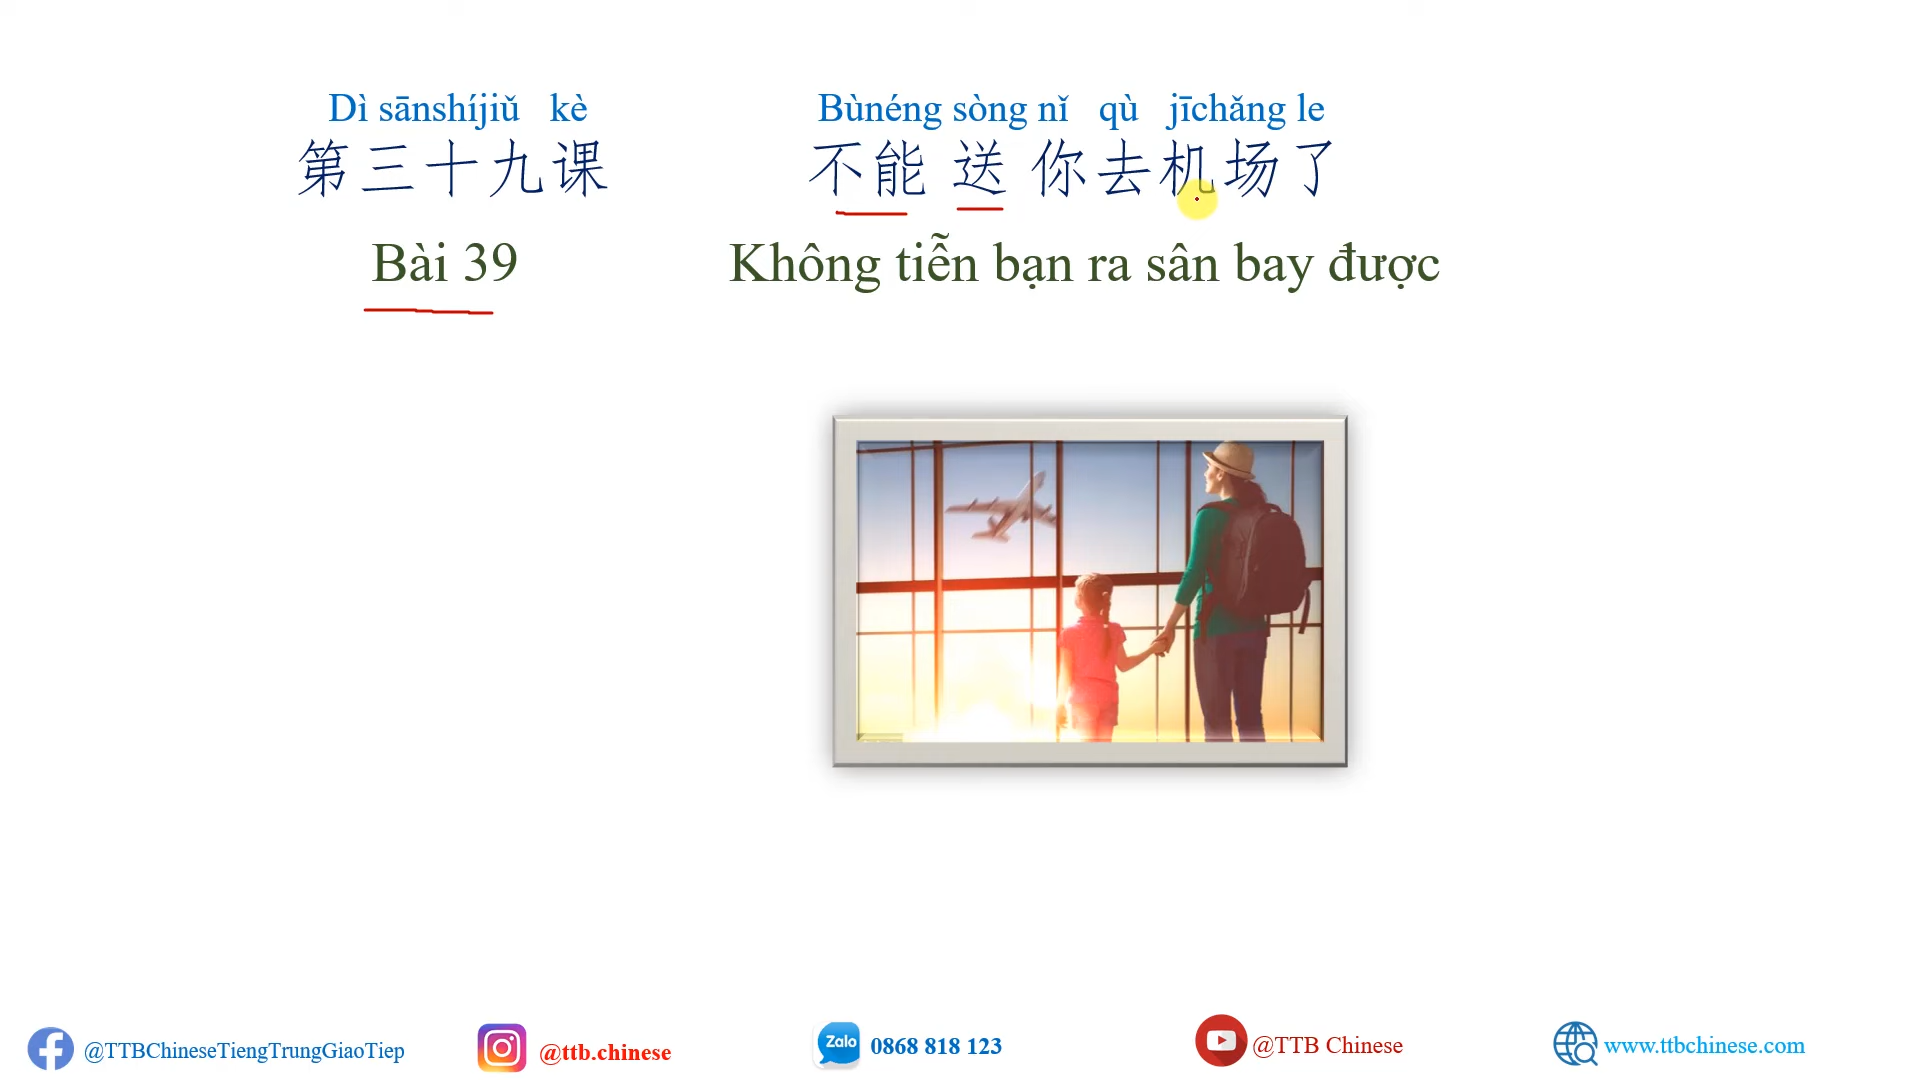 Dì sānshíjiǔ kè
第三十九课
Bài 39
Bùnéng sòng nǐ qù jīchǎng le
不能 送 你去机场了
Không tiễn bạn ra sân bay được
@TTBChineseTiengTrungGiaoTiep
@ttb.chinese
Zalo
0868 818 123
@TTB Chinese
www.ttbchinese.com